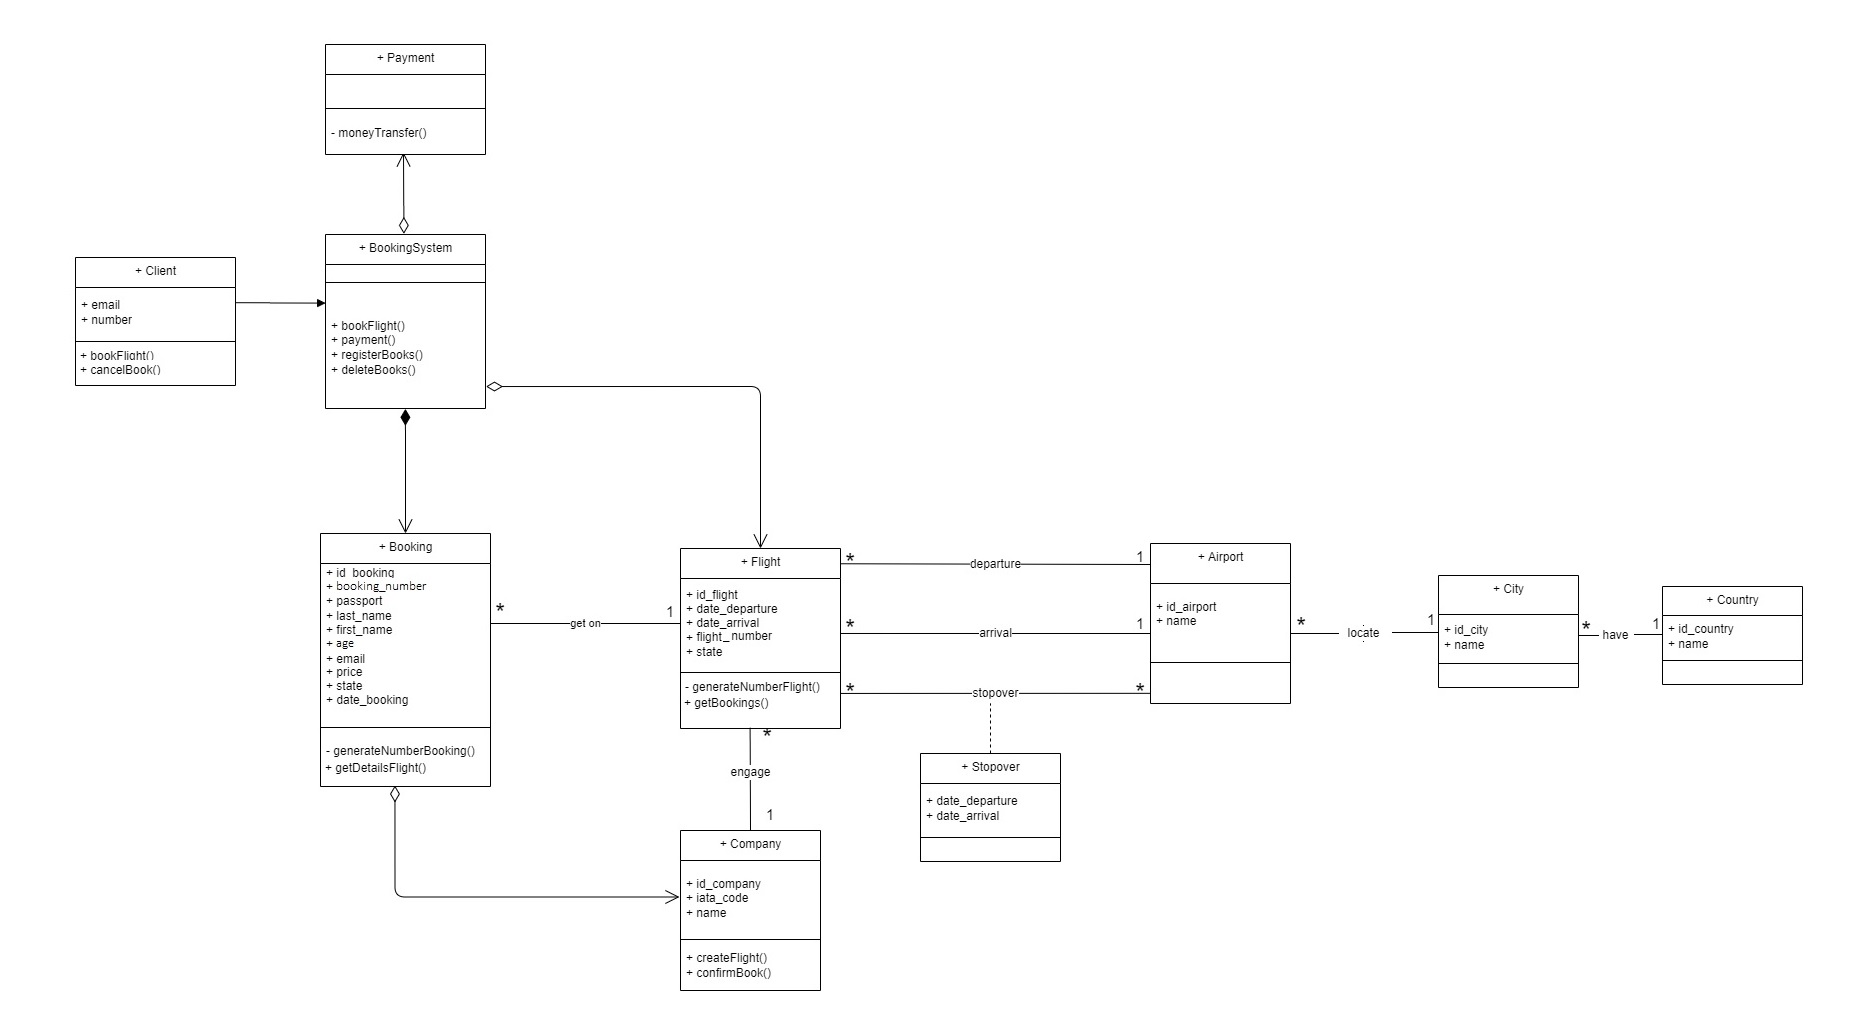 + Payment
- moneyTransfer()
+ BookingSystem
+ bookFlight()
+ payment()
+ registerBooks()
+ deleteBooks()
+ Client
+ email
+ number
+ bookFlight()
+ cancelBook()
+ Booking
+ id_booking
+ booking_number
+ passport
+ last_name
+ first_name
+ age
+ email
+ price
+ state
+ date_booking
- generateNumberBooking()
+ getDetailsFlight()
* get on 1
+ Flight
+ id_flight
+ date_departure
+ date_arrival
+ flight_number
+ state
- generateNumberFlight()
+ getBookings()
* departure 1
* arrival 1
* stopover *
+ Airport
+ id_airport
+ name
* locate 1
+ City
+ id_city
+ name
* have 1
+ Country
+ id_country
+ name
*
engage
1
+ Stopover
+ date_departure
+ date_arrival
+ Company
+ id_company
+ iata_code
+ name
+ createFlight()
+ confirmBook()